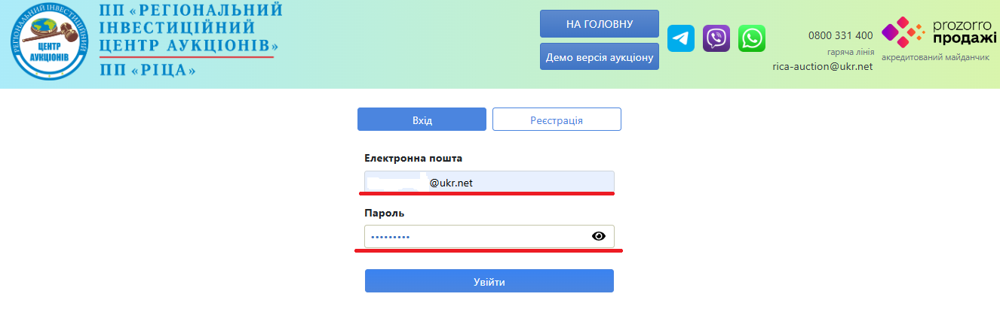 РЕГІОНАЛЬНИЙ ІНВЕСТИЦІЙНИЙ
ЦЕНТР
АУКЦІОНІВ
ПП «РЕГІОНАЛЬНИЙ
ІНВЕСТИЦІЙНИЙ
ЦЕНТР АУКЦІОНІВ»
ПП «РІЦА»
НА ГОЛОВНУ
Демо версія аукціону
0800 331 400
гаряча лінія
rica-auction@ukr.net
prozorro
продажі
акредитований майданчик
Вхід
Реєстрація
Електронна пошта
@ukr.net
Пароль
•••••••••
Увійти